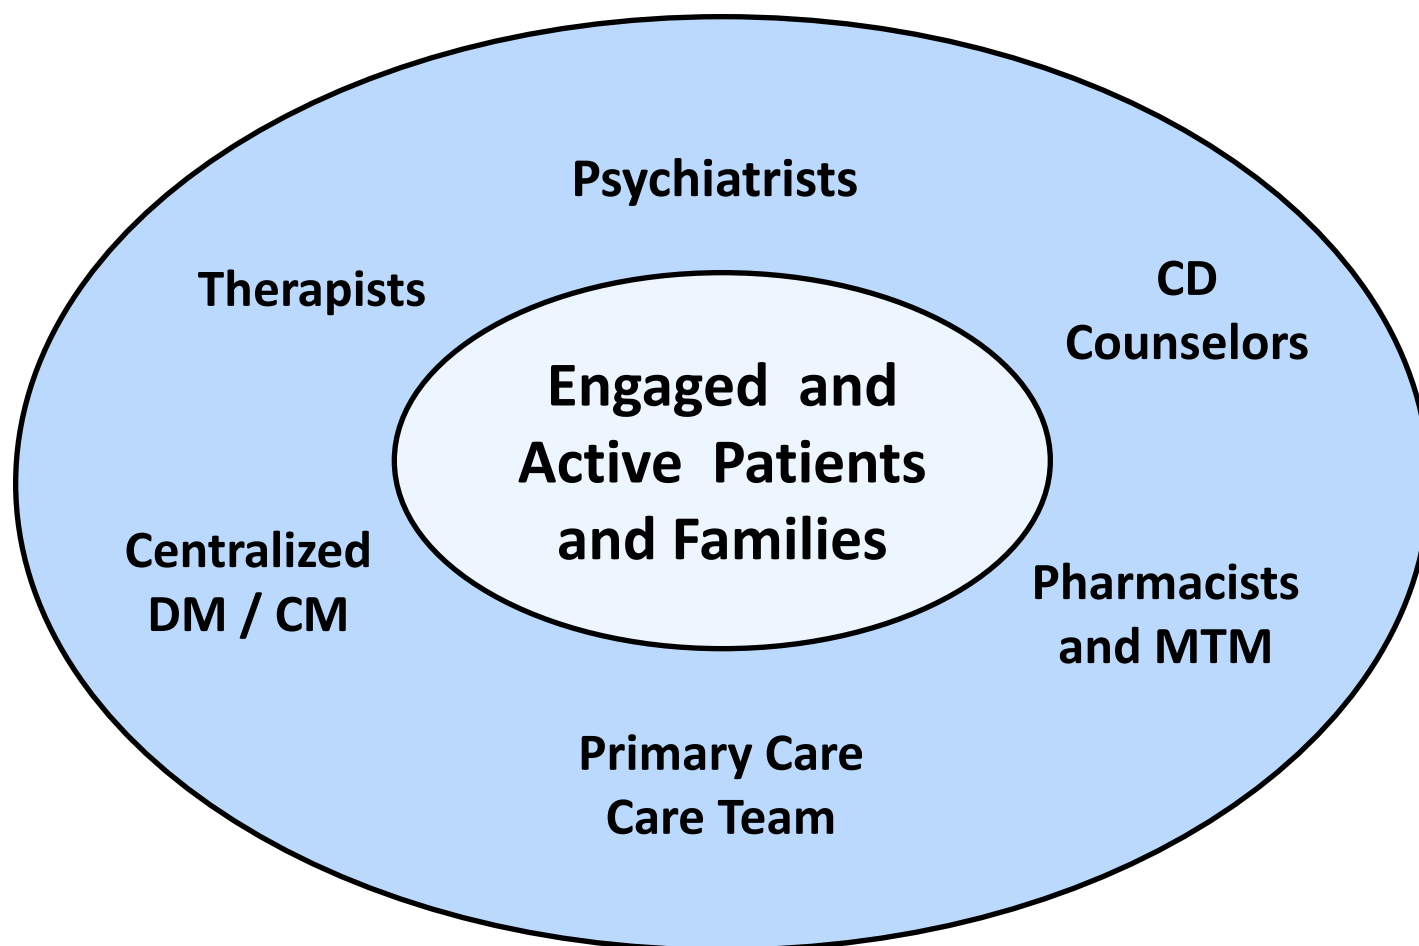 Psychiatrists
Therapists
CD
Counselors
Engaged and
Active Patients
and Families
Centralized
DM / CM
Pharmacists
and MTM
Primary Care
Care Team